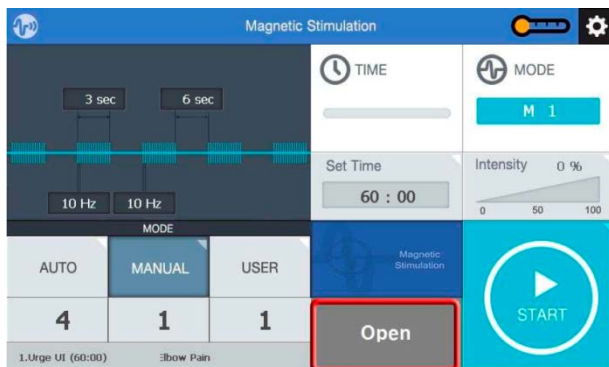 Magnetic Stimulation
3 sec
6 sec
10 Hz
10 Hz
TIME
MODE
M 1
Set Time
60 : 00
Intensity 0 %
0 50 100
MODE
AUTO
MANUAL
USER
4
1
1
1.Urge UI (60:00)
Elbow Pain
Magnetic
Stimulation
Open
START